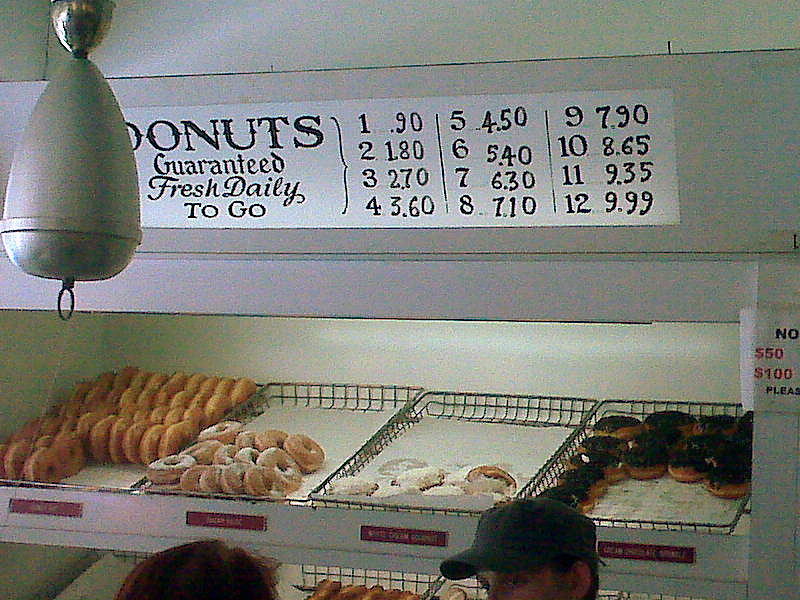 DONUTS
Guaranteed
Fresh Daily
TO GO
1 .90
2 1.80
3 2.70
4 3.60
5 4.50
6 5.40
7 6.30
8 7.10
9 7.90
10 8.65
11 9.35
12 9.99
NO
$50
$100
PLEAS